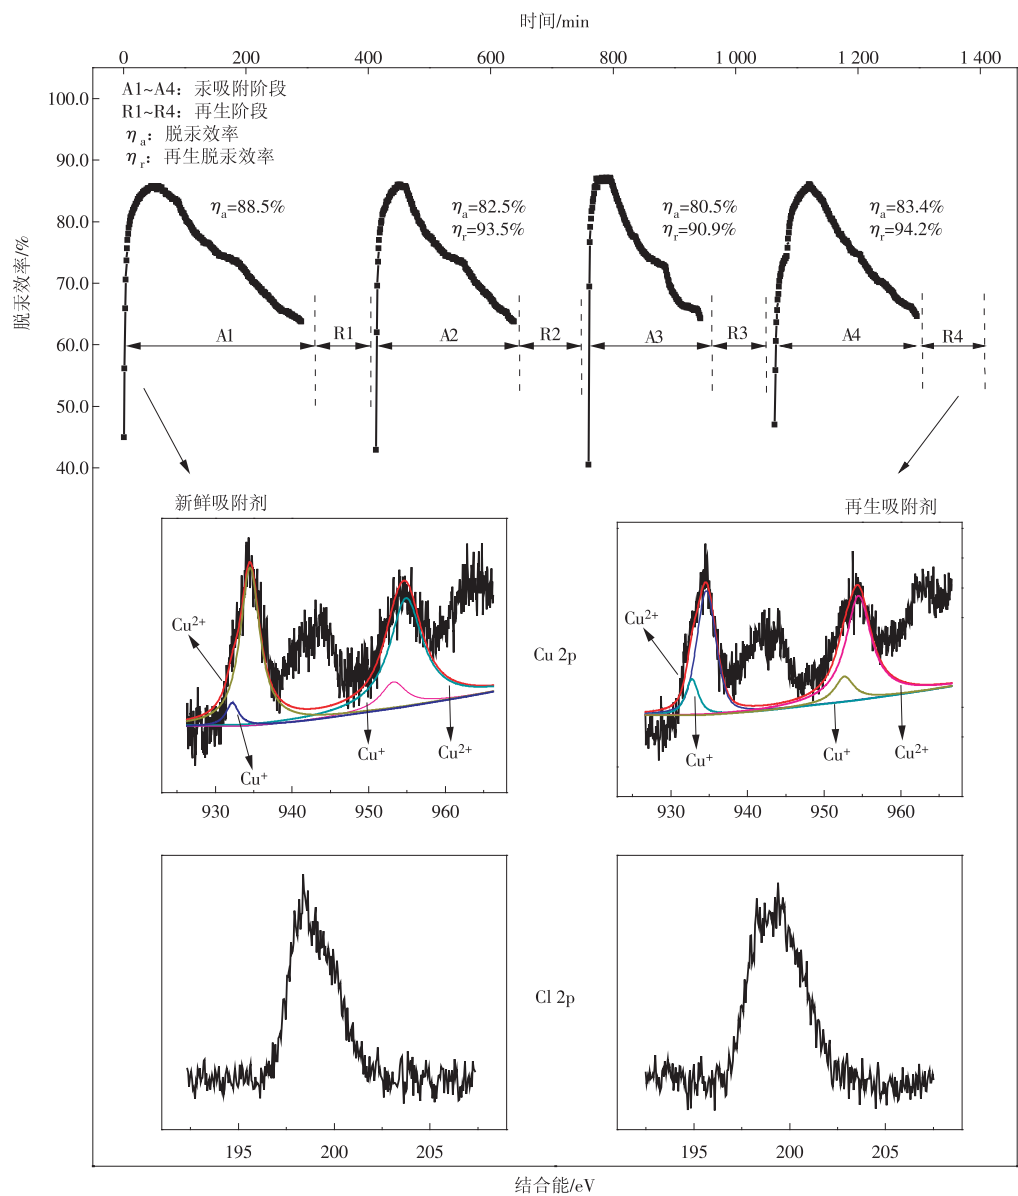 时间/min
0 200 400 600 800 1 000 1 200 1 400
100.0
90.0
80.0
70.0
60.0
50.0
40.0
脱汞效率/%
A1~A4：汞吸附阶段
R1~R4：再生阶段
ηa：脱汞效率
ηr：再生脱汞效率
ηa=88.5%
ηa=82.5%
ηr=93.5%
ηa=80.5%
ηr=90.9%
ηa=83.4%
ηr=94.2%
A1 R1 A2 R2 A3 R3 A4 R4
新鲜吸附剂
再生吸附剂
Cu²⁺
Cu⁺
Cu⁺
Cu²⁺
930 940 950 960
Cu 2p
Cu²⁺
Cu⁺
Cu⁺
Cu²⁺
930 940 950 960
Cl 2p
195 200 205
195 200 205
结合能/eV